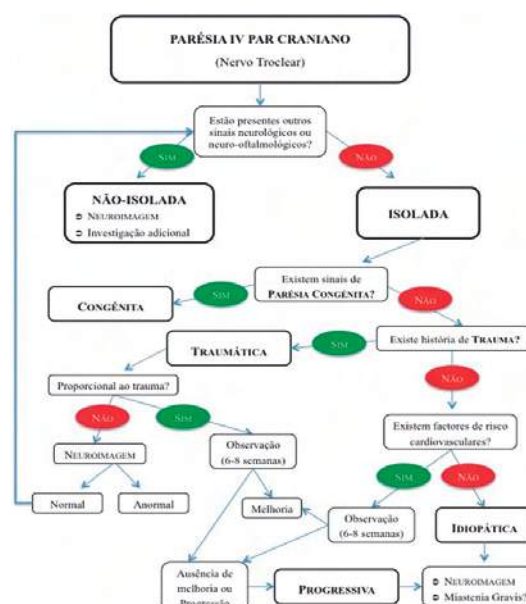 PARÉSIA IV PAR CRANIANO
(Nervo Troclear)
Estão presentes outros
sinais neurológicos ou
neuro-oftalmológicos?
SIM
NÃO
NÃO-ISOLADA
NEUROIMAGEM
Investigação adicional
ISOLADA
Existem sinais de
PARÉSIA CONGÉNITA?
SIM
NÃO
CONGÉNITA
Existe história de TRAUMA?
SIM
NÃO
TRAUMÁTICA
Proporcional ao trauma?
NÃO
SIM
Existem factores de risco
cardiovasculares?
NEUROIMAGEM
Observação
(6-8 semanas)
SIM
NÃO
Normal
Anormal
Melhoria
Observação
(6-8 semanas)
IDIOPÁTICA
Ausência de
melhoria ou
Progressão
PROGRESSIVA
NEUROIMAGEM
Miastenia Gravis?